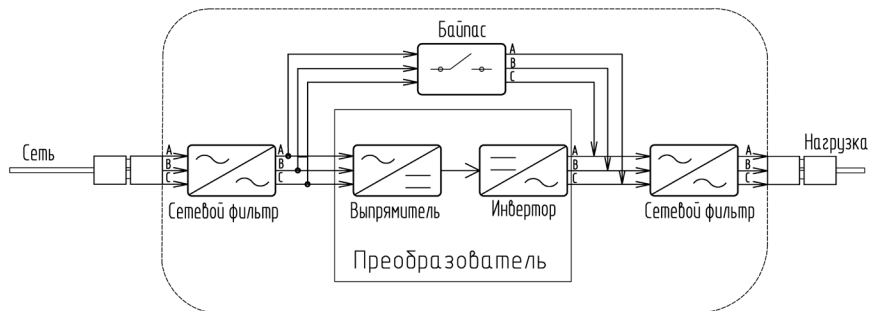 Байпас
A
B
C
Сеть
A
B
C
A
B
C
A
B
C
A
B
C
Нагрузка
Сетевой фильтр
Выпрямитель
Инвертор
Сетевой фильтр
Преобразователь